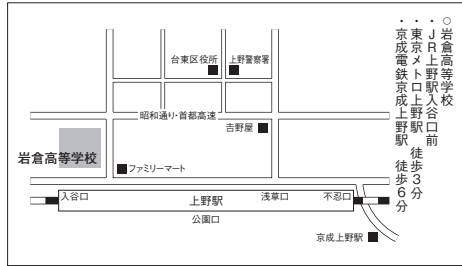 ○岩倉高等学校
・JR上野駅入谷口前
・東京メトロ上野駅 徒歩3分
・京成電鉄京成上野駅 徒歩6分
台東区役所
上野警察署
昭和通り・首都高速
吉野屋
岩倉高等学校
ファミリーマート
入谷口
上野駅
浅草口
不忍口
公園口
京成上野駅